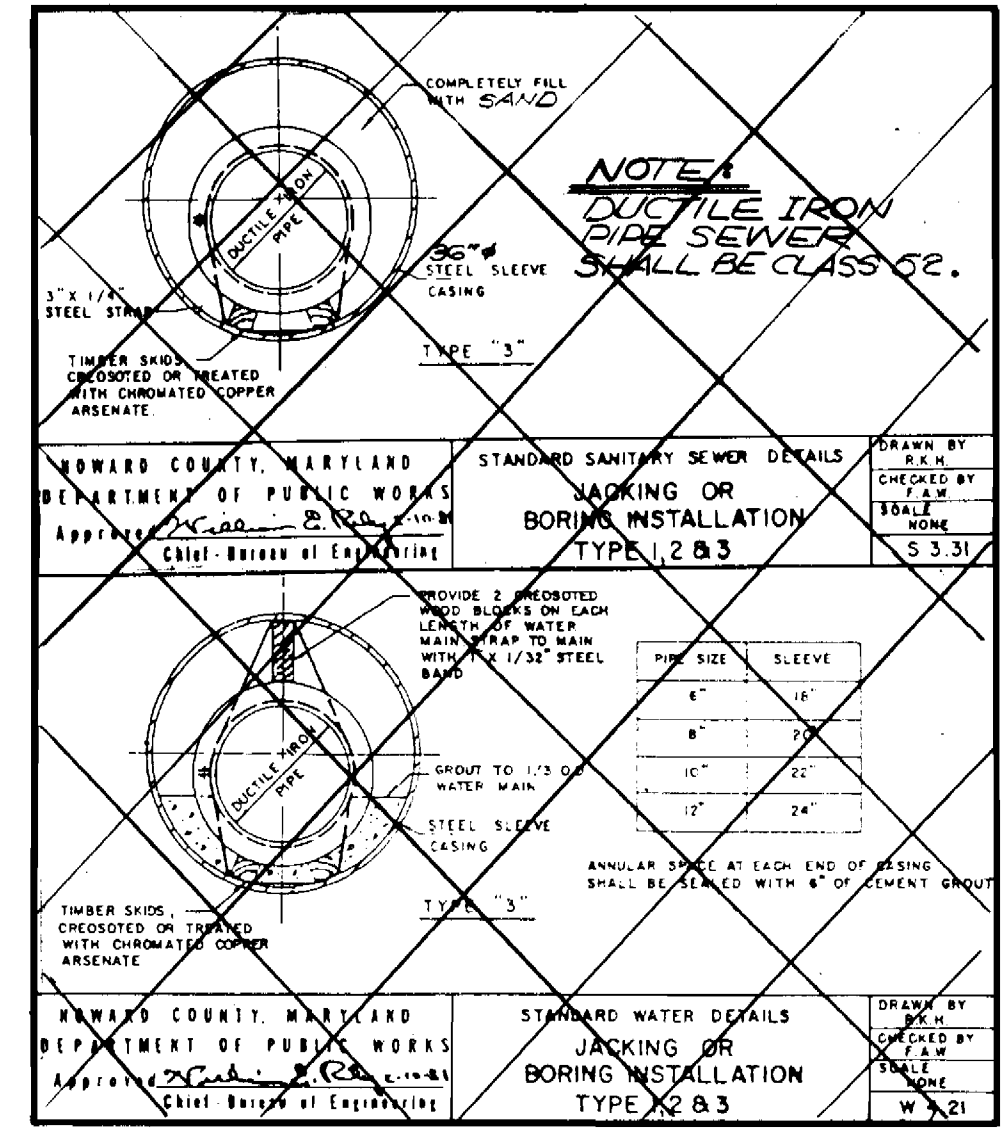 COMPLETELY FILL
WITH SAND
NOTE:
DUCTILE IRON
PIPE SEWER
SHALL BE CLASS 52.
DUCTILE IRON
PIPE
36"ø
STEEL SLEEVE
CASING
3" X 1/4"
STEEL STRAP
TYPE "3"
TIMBER SKIDS,
CREOSOTED OR TREATED
WITH CHROMATED COPPER
ARSENATE.
HOWARD COUNTY, MARYLAND
DEPARTMENT OF PUBLIC WORKS
Approved William E. 2-10-81
Chief - Bureau of Engineering
STANDARD SANITARY SEWER DETAILS
JACKING OR
BORING INSTALLATION
TYPE 1, 2 & 3
DRAWN BY
R.K.H.
CHECKED BY
F.A.W.
SCALE
NONE
S 3.31
PROVIDE 2 CREOSOTED
WOOD BLOCKS ON EACH
LENGTH OF WATER
MAIN STRAP TO MAIN
WITH 1" X 1/32" STEEL
BAND
PIPE SIZE SLEEVE
6" 18"
8" 20"
10" 22"
12" 24"
DUCTILE IRON
PIPE
GROUT TO 1/3 O.D
WATER MAIN
STEEL SLEEVE
CASING
ANNULAR SPACE AT EACH END OF CASING
SHALL BE SEALED WITH 6" OF CEMENT GROUT
TYPE "3"
TIMBER SKIDS,
CREOSOTED OR TREATED
WITH CHROMATED COPPER
ARSENATE
HOWARD COUNTY, MARYLAND
DEPARTMENT OF PUBLIC WORKS
Approved William E. 2-10-81
Chief - Bureau of Engineering
STANDARD WATER DETAILS
JACKING OR
BORING INSTALLATION
TYPE 1, 2 & 3
DRAWN BY
R.K.H.
CHECKED BY
F.A.W
SCALE
NONE
W 21